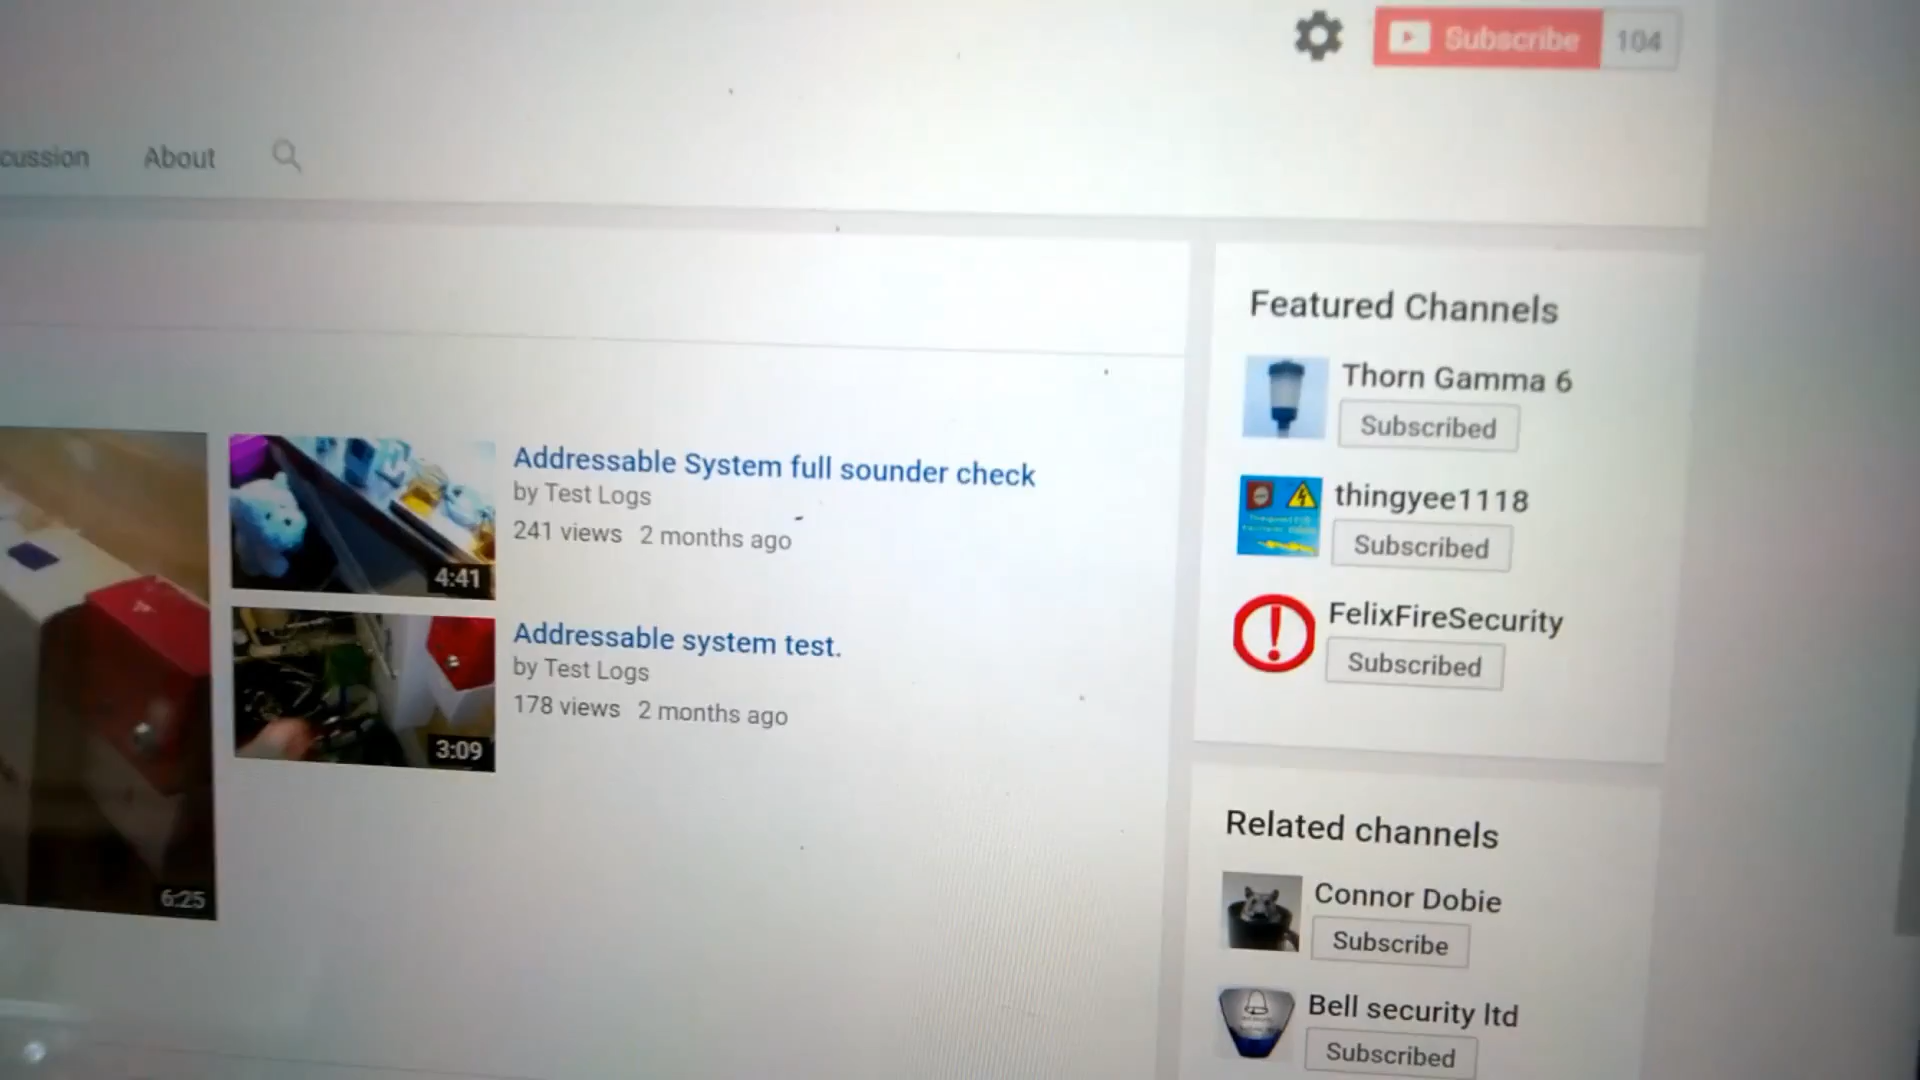 Subscribe 104
cussion About
Featured Channels
Thorn Gamma 6
Subscribed
thingyee1118
Subscribed
FelixFireSecurity
Subscribed
Addressable System full sounder check
by Test Logs
241 views 2 months ago
4:41
Addressable system test.
by Test Logs
178 views 2 months ago
3:09
6:25
Related channels
Connor Dobie
Subscribe
Bell security ltd
Subscribed